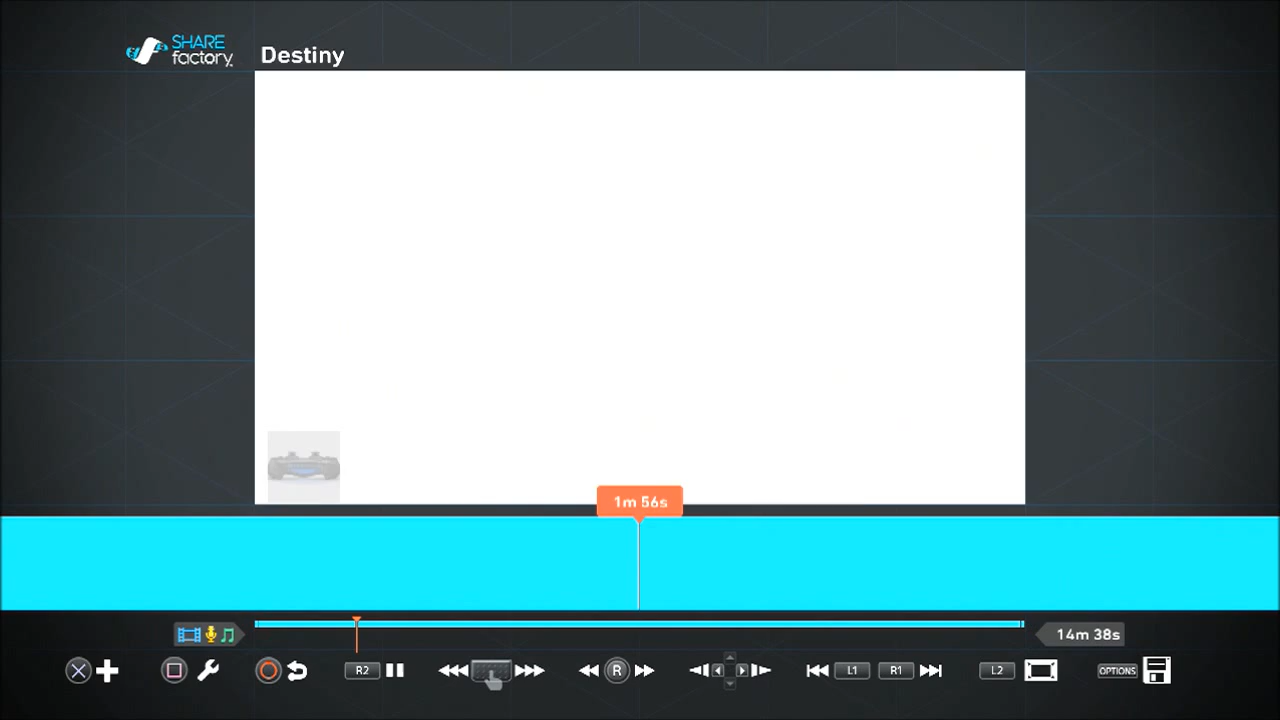 SHARE
factory
Destiny
1m 56s
14m 38s
R2
R
L1
R1
L2
OPTIONS